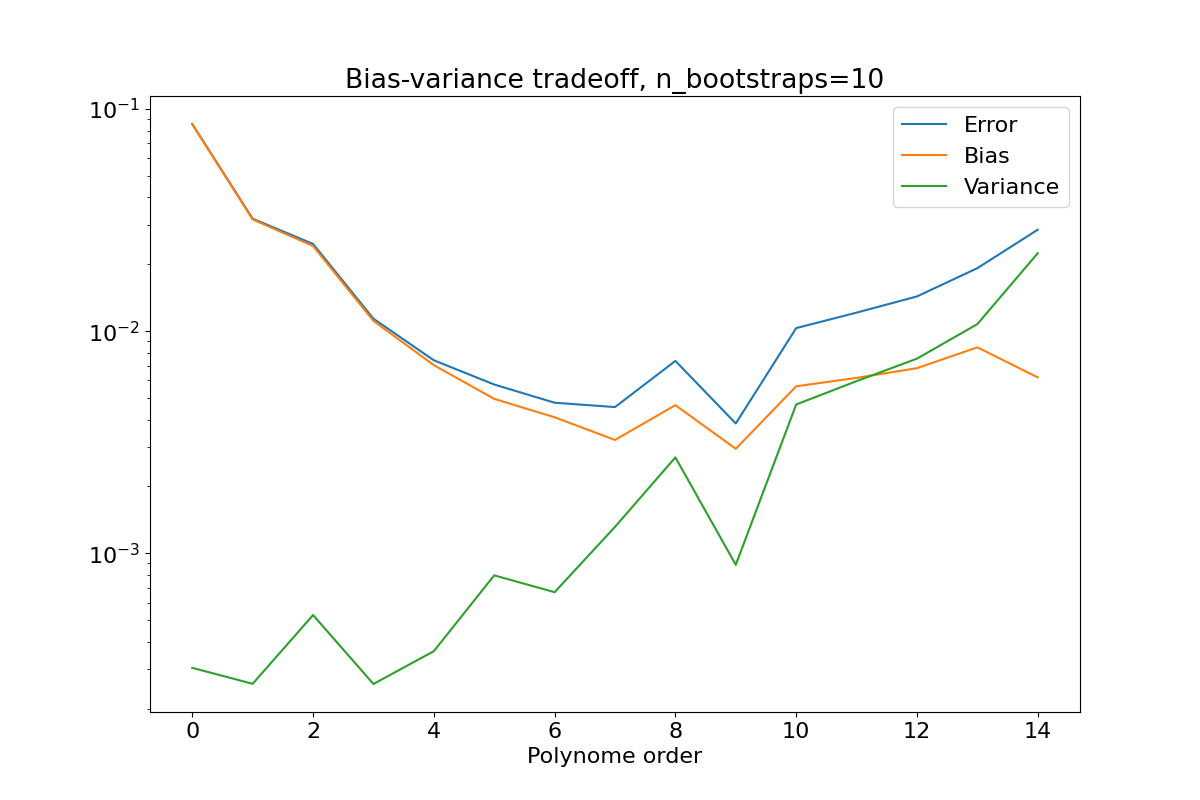 Bias-variance tradeoff, n_bootstraps=10
Error
Bias
Variance
10⁻¹
10⁻²
10⁻³
0 2 4 6 8 10 12 14
Polynome order